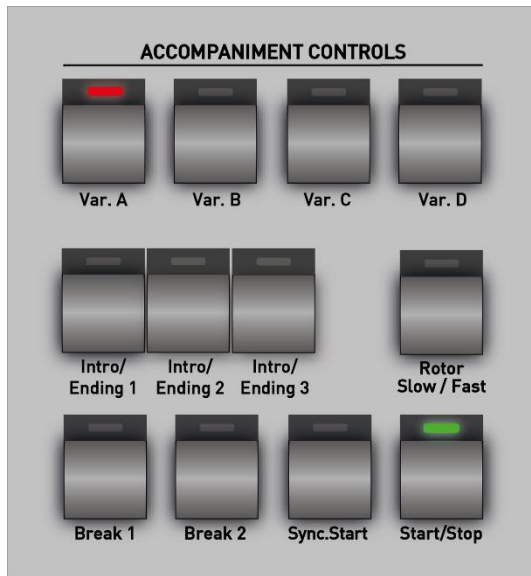 ACCOMPANIMENT CONTROLS
Var. A
Var. B
Var. C
Var. D
Intro/
Ending 1
Intro/
Ending 2
Intro/
Ending 3
Rotor
Slow / Fast
Break 1
Break 2
Sync.Start
Start/Stop